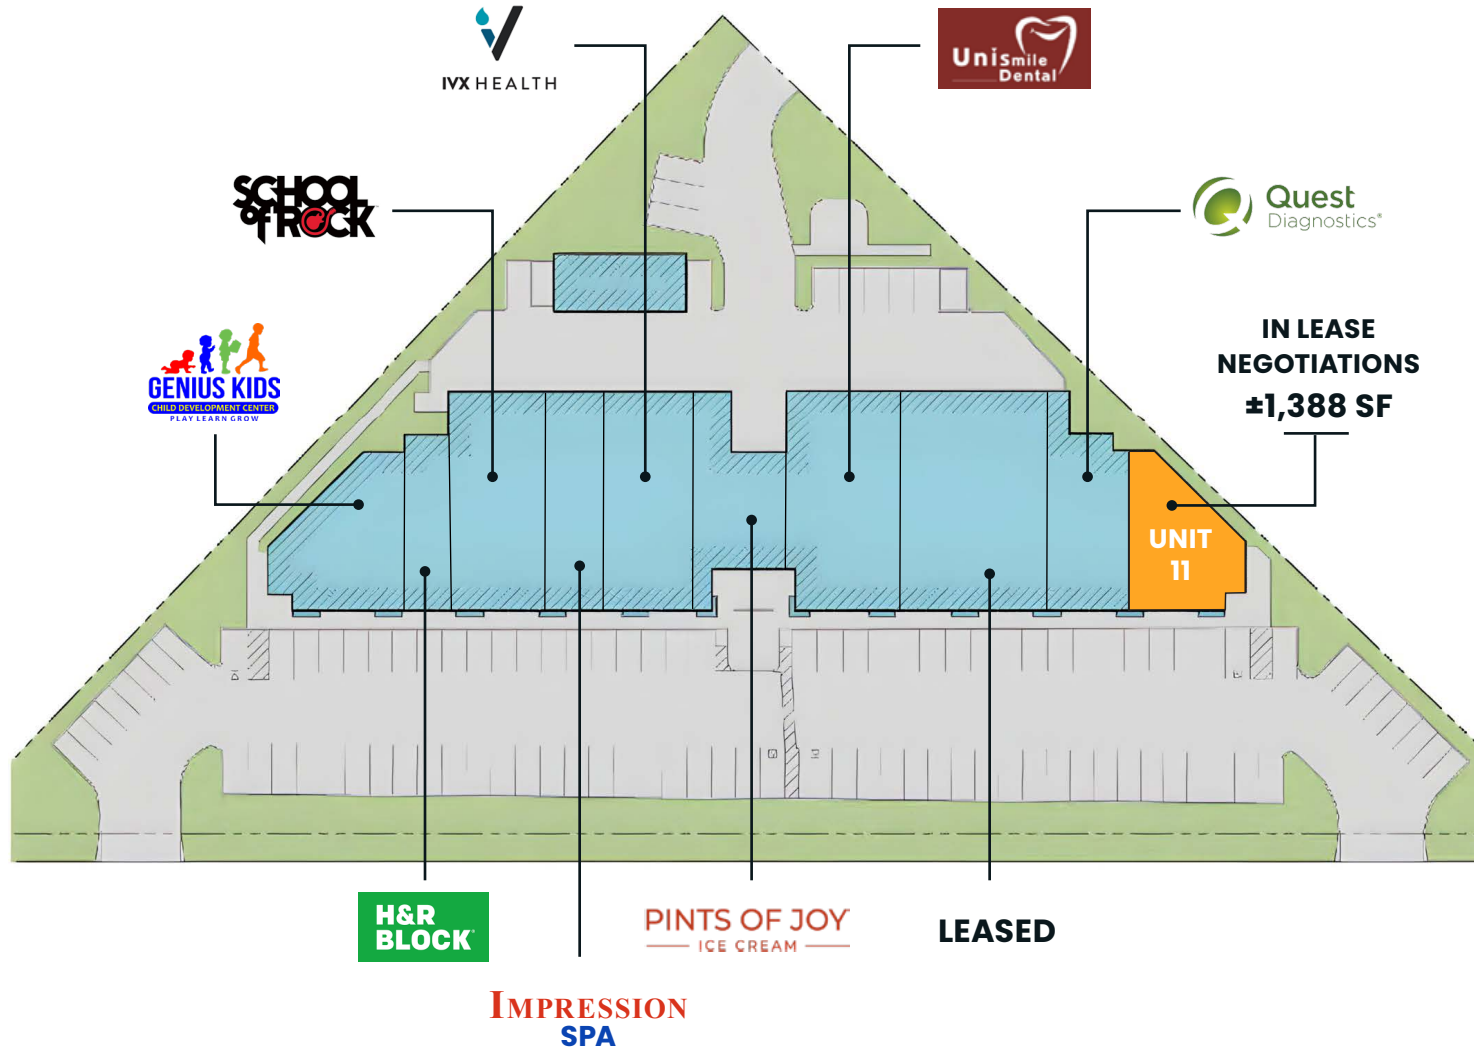 IVX HEALTH
UniSmile
Dental
SCHOOL
of ROCK
Quest
Diagnostics®
IN LEASE
NEGOTIATIONS
±1,388 SF
GENIUS KIDS
CHILD DEVELOPMENT CENTER
PLAY LEARN GROW
UNIT
11
H&R
BLOCK
PINTS OF JOY
ICE CREAM
LEASED
IMPRESSION
SPA